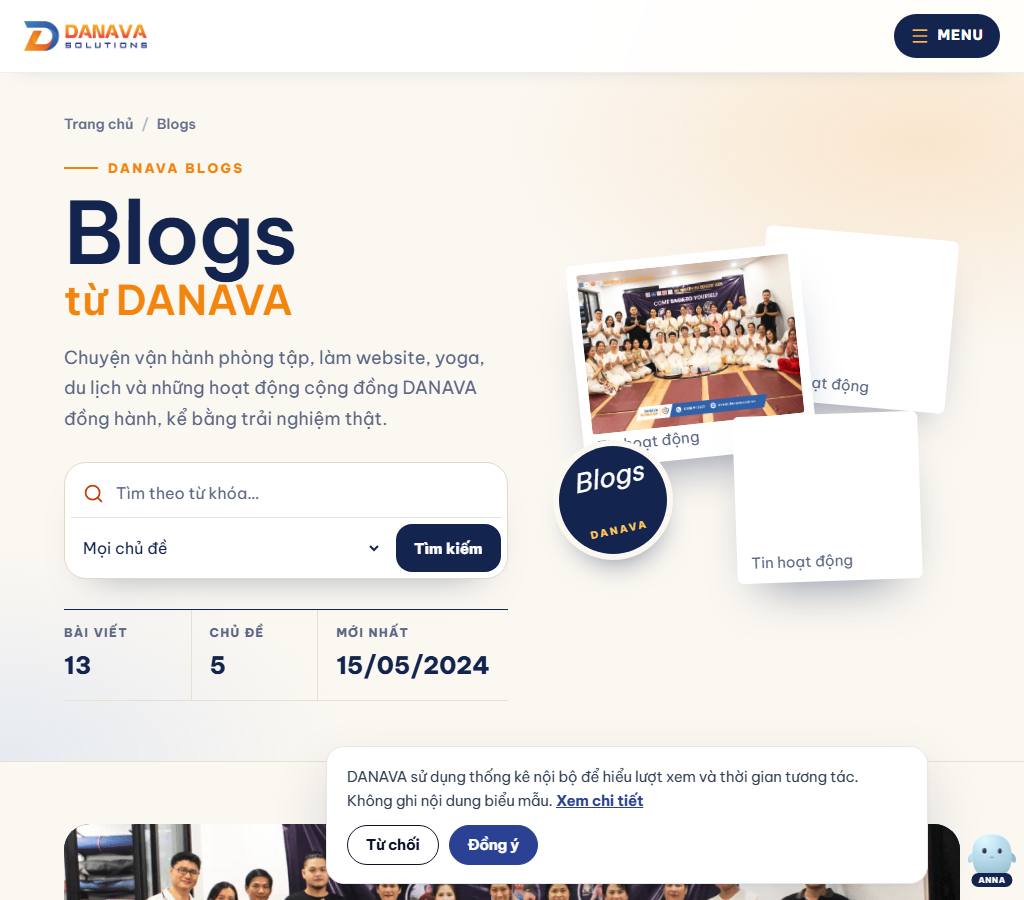 DANAVA
SOLUTIONS
MENU
Trang chủ / Blogs
DANAVA BLOGS
Blogs
từ DANAVA
Chuyện vận hành phòng tập, làm website, yoga,
du lịch và những hoạt động cộng đồng DANAVA
đồng hành, kể bằng trải nghiệm thật.
Tìm theo từ khóa...
Mọi chủ đề
Tìm kiếm
BÀI VIẾT
13
CHỦ ĐỀ
5
MỚI NHẤT
15/05/2024
COME BACK TO YOURSELF
hoạt động
động
Blogs
DANAVA
Tin hoạt động
DANAVA sử dụng thống kê nội bộ để hiểu lượt xem và thời gian tương tác.
Không ghi nội dung biểu mẫu. Xem chi tiết
Từ chối
Đồng ý
ANNA